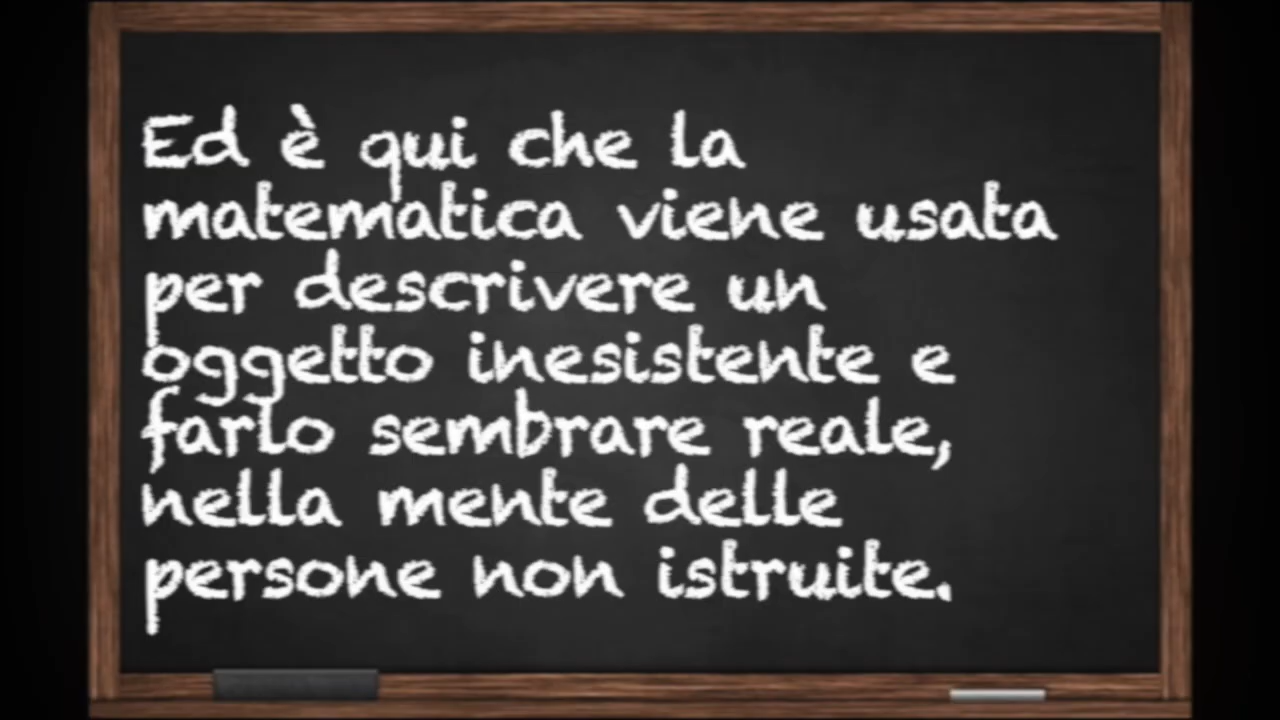 Ed è qui che la
matematica viene usata
per descrivere un
oggetto inesistente e
farlo sembrare reale,
nella mente delle
persone non istruite.